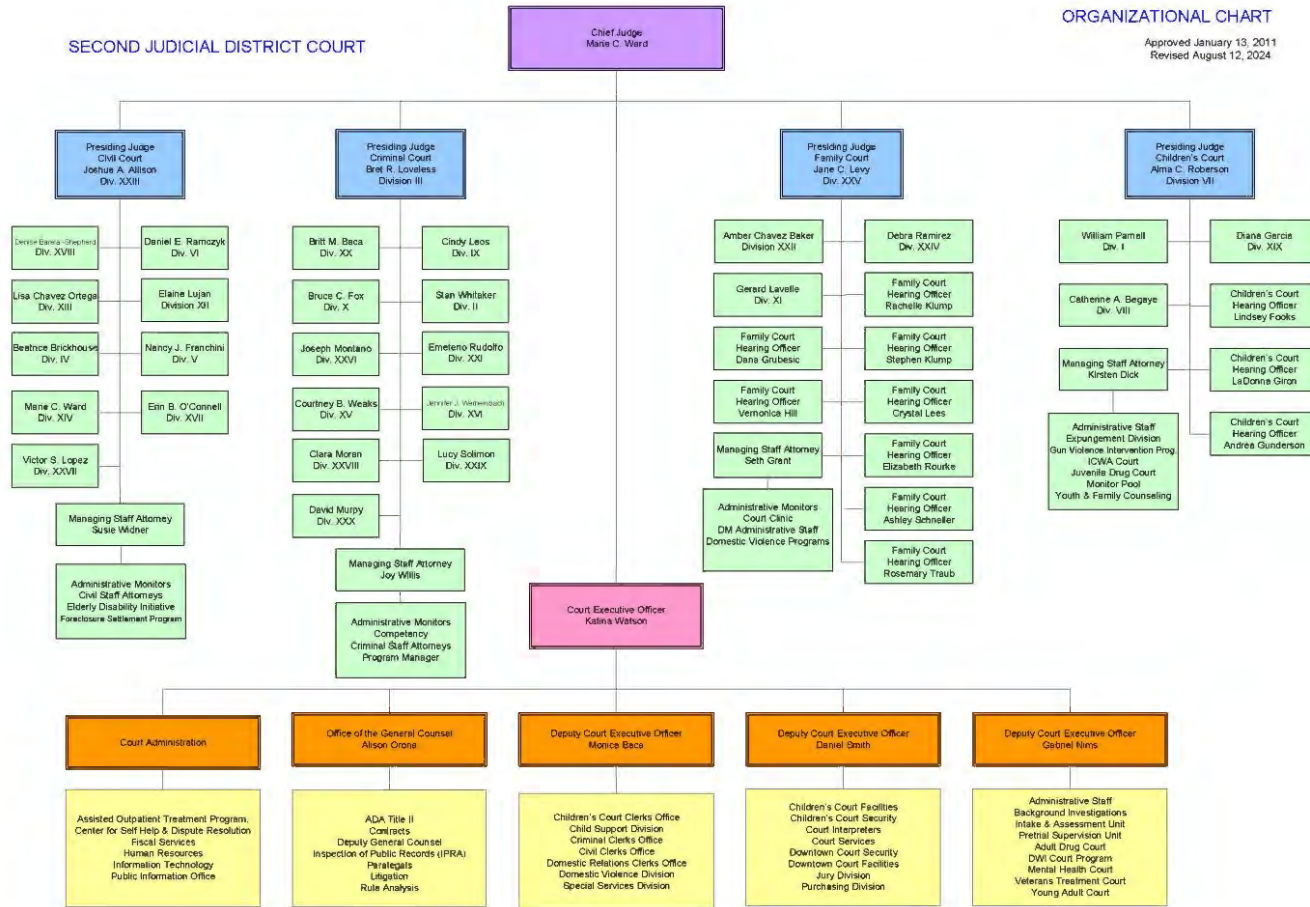 SECOND JUDICIAL DISTRICT COURT
ORGANIZATIONAL CHART
Approved January 13, 2011
Revised August 12, 2024
Chief Judge
Marie C. Ward
Presiding Judge
Civil Court
Joshua A. Allison
Div. XXIII
Presiding Judge
Criminal Court
Bret R. Loveless
Division III
Presiding Judge
Family Court
Jane C. Levy
Div. XXV
Presiding Judge
Children's Court
Alma C. Roberson
Division VII
Denise Barela-Shepherd
Div. XVIII
Daniel E. Ramczyk
Div. VI
Lisa Chavez Ortega
Div. XIII
Elaine Lujan
Division XII
Beatrice Brickhouse
Div. IV
Nancy J. Franchini
Div. V
Marie C. Ward
Div. XIV
Erin B. O'Connell
Div. XVII
Victor S. Lopez
Div. XXVII
Managing Staff Attorney
Susie Widner
Administrative Monitors
Civil Staff Attorneys
Elderly Disability Initiative
Foreclosure Settlement Program
Britt M. Baca
Div. XX
Cindy Leos
Div. IX
Bruce C. Fox
Div. X
Stan Whitaker
Div. II
Joseph Montano
Div. XXVI
Emeterio Rudolfo
Div. XXI
Courtney B. Weaks
Div. XV
Jennifer J. Wernersbach
Div. XVI
Clara Moran
Div. XXVIII
Lucy Solimon
Div. XXIX
David Murpy
Div. XXX
Managing Staff Attorney
Joy Willis
Administrative Monitors
Competency
Criminal Staff Attorneys
Program Manager
Amber Chavez Baker
Division XXII
Debra Ramirez
Div. XXIV
Gerard Lavelle
Div. XI
Family Court
Hearing Officer
Rachelle Klump
Family Court
Hearing Officer
Dana Grubesic
Family Court
Hearing Officer
Stephen Klump
Family Court
Hearing Officer
Vernonica Hill
Family Court
Hearing Officer
Crystal Lees
Managing Staff Attorney
Seth Grant
Family Court
Hearing Officer
Elizabeth Rourke
Administrative Monitors
Court Clinic
DM Administrative Staff
Domestic Violence Programs
Family Court
Hearing Officer
Ashley Schneller
Family Court
Hearing Officer
Rosemary Traub
William Parnell
Div. I
Diana Garcia
Div. XIX
Catherine A. Begaye
Div. VIII
Children's Court
Hearing Officer
Lindsey Fooks
Managing Staff Attorney
Kirsten Dick
Children's Court
Hearing Officer
LaDonna Giron
Administrative Staff
Expungement Division
Gun Violence Intervention Prog.
ICWA Court
Juvenile Drug Court
Monitor Pool
Youth & Family Counseling
Children's Court
Hearing Officer
Andrea Gunderson
Court Executive Officer
Katina Watson
Court Administration
Office of the General Counsel
Alison Orona
Deputy Court Executive Officer
Monica Baca
Deputy Court Executive Officer
Daniel Smith
Deputy Court Executive Officer
Gabriel Nims
Assisted Outpatient Treatment Program.
Center for Self Help & Dispute Resolution
Fiscal Services
Human Resources
Information Technology
Public Information Office
ADA Title II
Contracts
Deputy General Counsel
Inspection of Public Records (IPRA)
Paralegals
Litigation
Rule Analysis
Children's Court Clerks Office
Child Support Division
Criminal Clerks Office
Civil Clerks Office
Domestic Relations Clerks Office
Domestic Violence Division
Special Services Division
Children's Court Facilities
Children's Court Security
Court Interpreters
Court Services
Downtown Court Security
Downtown Court Facilities
Jury Division
Purchasing Division
Administrative Staff
Background Investigations
Intake & Assessment Unit
Pretrial Supervision Unit
Adult Drug Court
DWI Court Program
Mental Health Court
Veterans Treatment Court
Young Adult Court